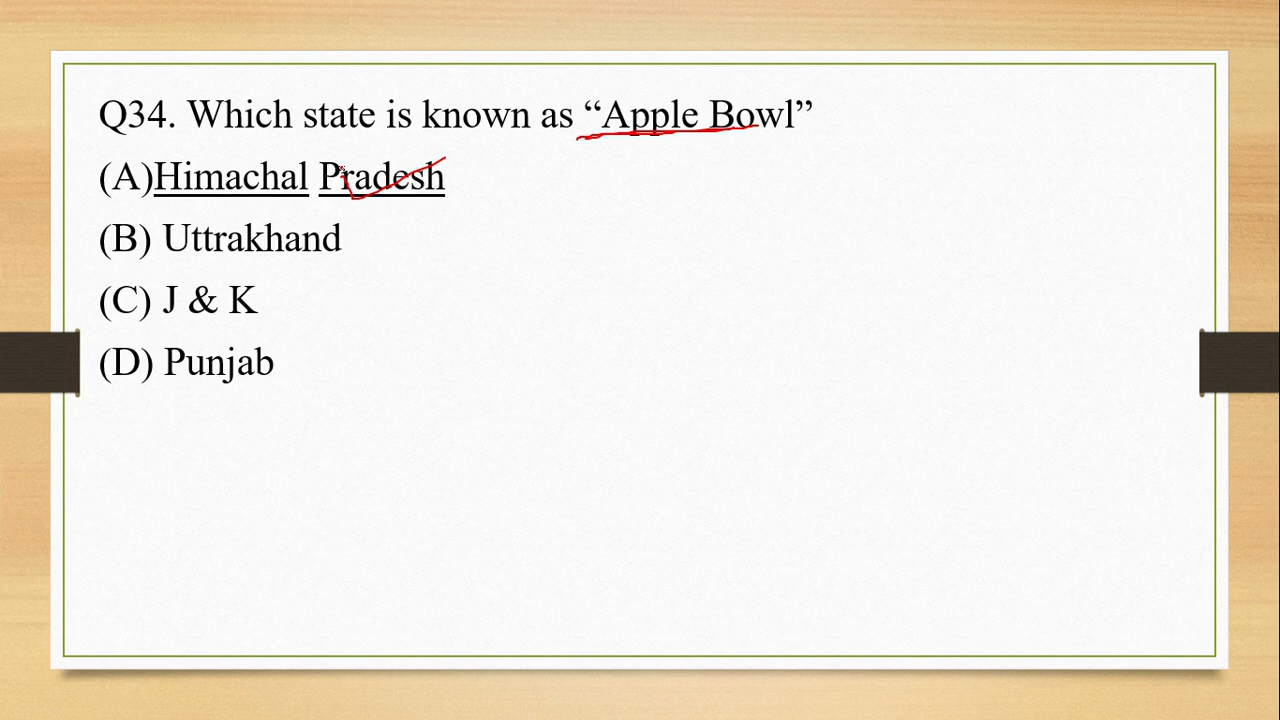 Q34. Which state is known as “Apple Bowl”
(A)Himachal Pradesh
(B) Uttrakhand
(C) J & K
(D) Punjab